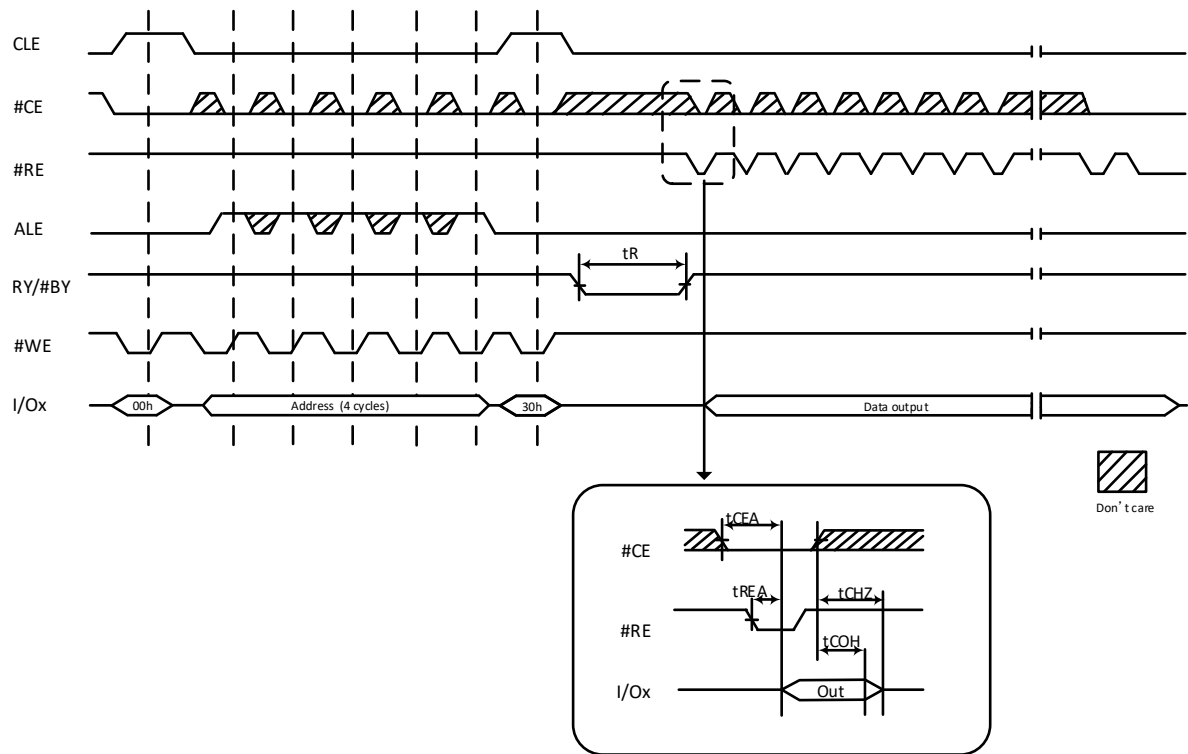 CLE
#CE
#RE
ALE
tR
RY/#BY
#WE
I/Ox
00h
Address (4 cycles)
30h
Data output
Don't care
tCEA
#CE
tREA
tCHZ
#RE
tCOH
I/Ox
Out